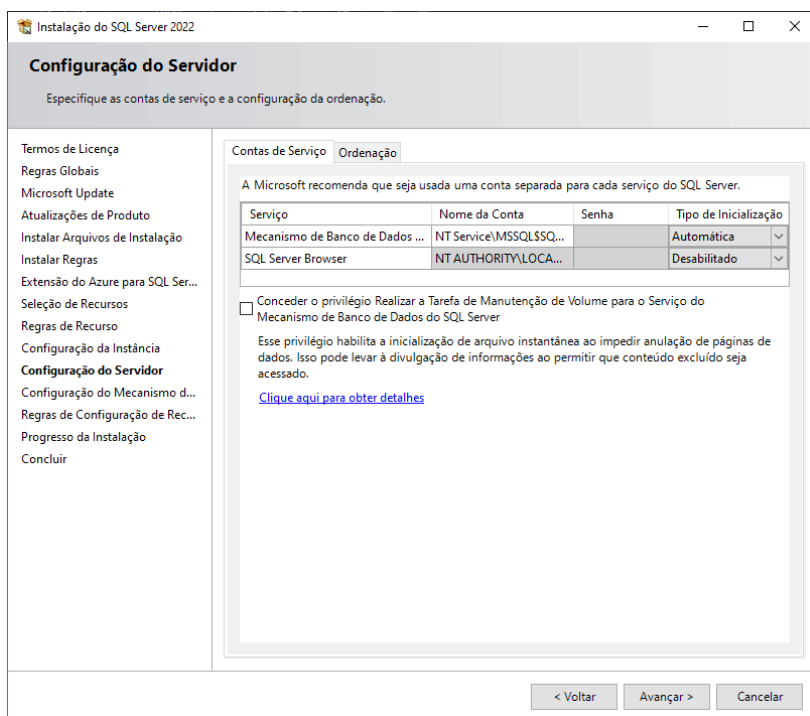 Instalação do SQL Server 2022
Configuração do Servidor
Especifique as contas de serviço e a configuração da ordenação.
Termos de Licença
Regras Globais
Microsoft Update
Atualizações de Produto
Instalar Arquivos de Instalação
Instalar Regras
Extensão do Azure para SQL Ser...
Seleção de Recursos
Regras de Recurso
Configuração da Instância
Configuração do Servidor
Configuração do Mecanismo d...
Regras de Configuração de Rec...
Progresso da Instalação
Concluir
Contas de Serviço Ordenação
A Microsoft recomenda que seja usada uma conta separada para cada serviço do SQL Server.
Serviço Nome da Conta Senha Tipo de Inicialização
Mecanismo de Banco de Dados ... NT Service\MSSQL$SQ... Automática
SQL Server Browser NT AUTHORITY\LOCA... Desabilitado
Conceder o privilégio Realizar a Tarefa de Manutenção de Volume para o Serviço do
Mecanismo de Banco de Dados do SQL Server
Esse privilégio habilita a inicialização de arquivo instantânea ao impedir anulação de páginas de
dados. Isso pode levar à divulgação de informações ao permitir que conteúdo excluído seja
acessado.
Clique aqui para obter detalhes
< Voltar Avançar > Cancelar